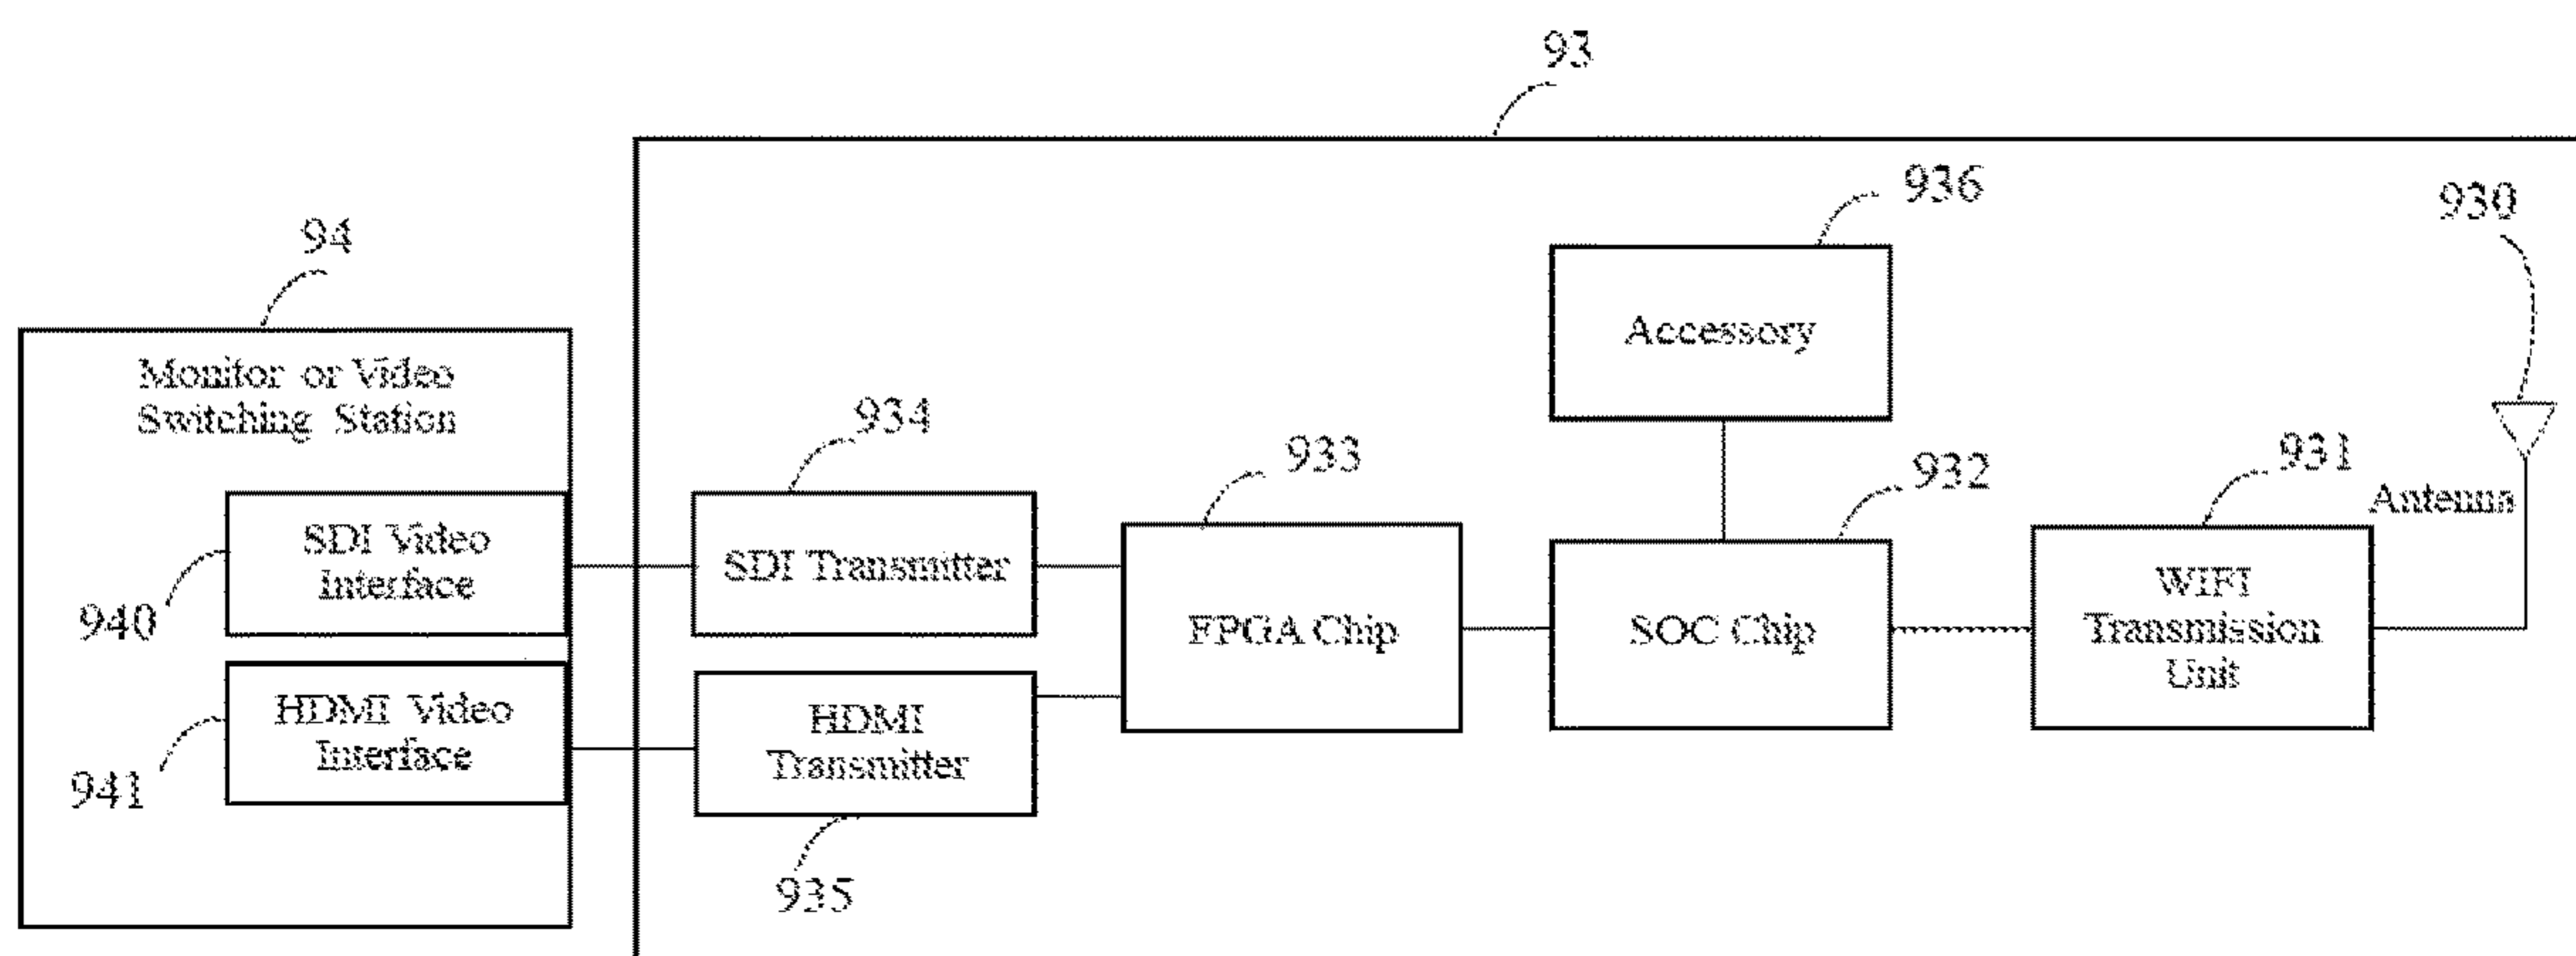 93
936
930
94
Accessory
Monitor or Video
Switching Station
934
933
932
931
Antenna
SDI Video
Interface
SDI Transmitter
FPGA Chip
SOC Chip
WIFI
Transmission
Unit
940
HDMI Video
Interface
HDMI
Transmitter
941
935